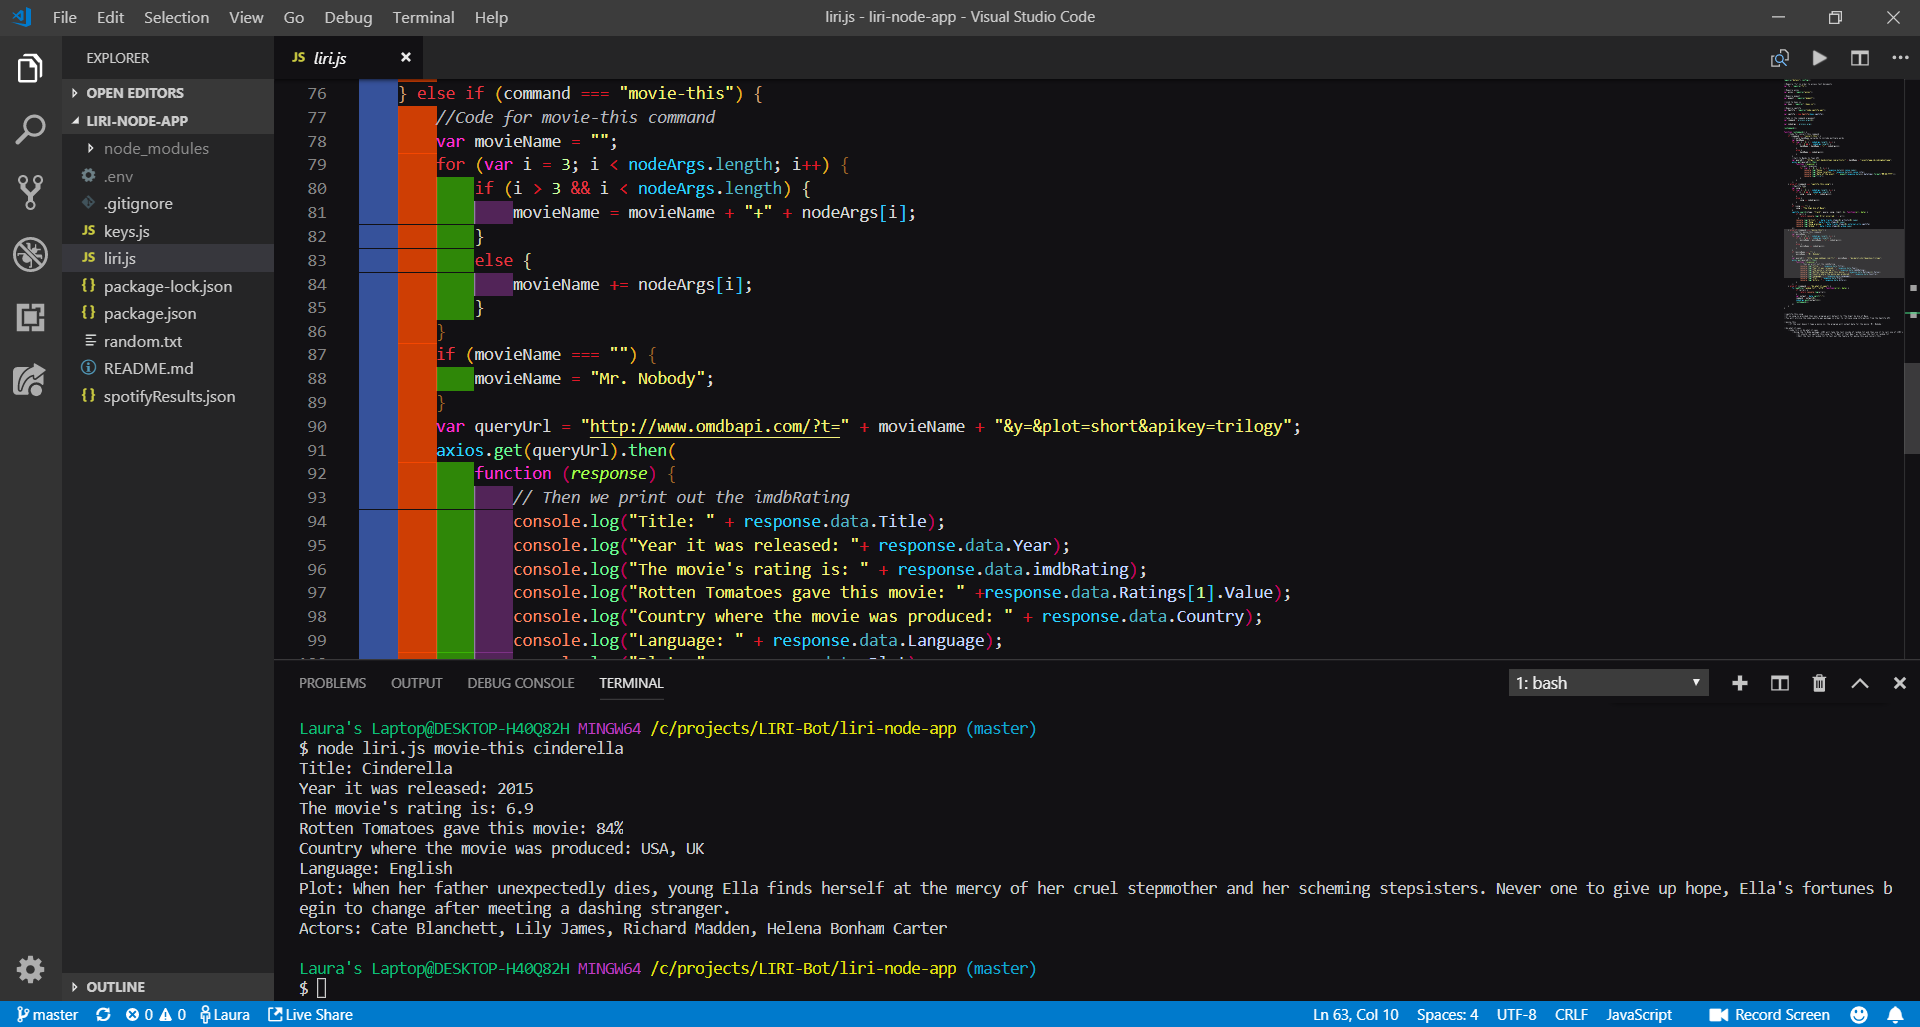 File Edit Selection View Go Debug Terminal Help
liri.js - liri-node-app - Visual Studio Code
EXPLORER
OPEN EDITORS
LIRI-NODE-APP
node_modules
.env
.gitignore
JS keys.js
JS liri.js
{} package-lock.json
{} package.json
random.txt
README.md
{} spotifyResults.json
OUTLINE
JS liri.js
76 } else if (command === "movie-this") {
77 //Code for movie-this command
78 var movieName = "";
79 for (var i = 3; i < nodeArgs.length; i++) {
80 if (i > 3 && i < nodeArgs.length) {
81 movieName = movieName + "+" + nodeArgs[i];
82 }
83 else {
84 movieName += nodeArgs[i];
85 }
86 }
87 if (movieName === "") {
88 movieName = "Mr. Nobody";
89 }
90 var queryUrl = "http://www.omdbapi.com/?t=" + movieName + "&y=&plot=short&apikey=trilogy";
91 axios.get(queryUrl).then(
92 function (response) {
93 // Then we print out the imdbRating
94 console.log("Title: " + response.data.Title);
95 console.log("Year it was released: "+ response.data.Year);
96 console.log("The movie's rating is: " + response.data.imdbRating);
97 console.log("Rotten Tomatoes gave this movie: " +response.data.Ratings[1].Value);
98 console.log("Country where the movie was produced: " + response.data.Country);
99 console.log("Language: " + response.data.Language);
PROBLEMS OUTPUT DEBUG CONSOLE TERMINAL
1: bash
Laura's Laptop@DESKTOP-H40Q82H MINGW64 /c/projects/LIRI-Bot/liri-node-app (master)
$ node liri.js movie-this cinderella
Title: Cinderella
Year it was released: 2015
The movie's rating is: 6.9
Rotten Tomatoes gave this movie: 84%
Country where the movie was produced: USA, UK
Language: English
Plot: When her father unexpectedly dies, young Ella finds herself at the mercy of her cruel stepmother and her scheming stepsisters. Never one to give up hope, Ella's fortunes b
egin to change after meeting a dashing stranger.
Actors: Cate Blanchett, Lily James, Richard Madden, Helena Bonham Carter
Laura's Laptop@DESKTOP-H40Q82H MINGW64 /c/projects/LIRI-Bot/liri-node-app (master)
$
master 0 0 Laura Live Share Ln 63, Col 10 Spaces: 4 UTF-8 CRLF JavaScript Record Screen